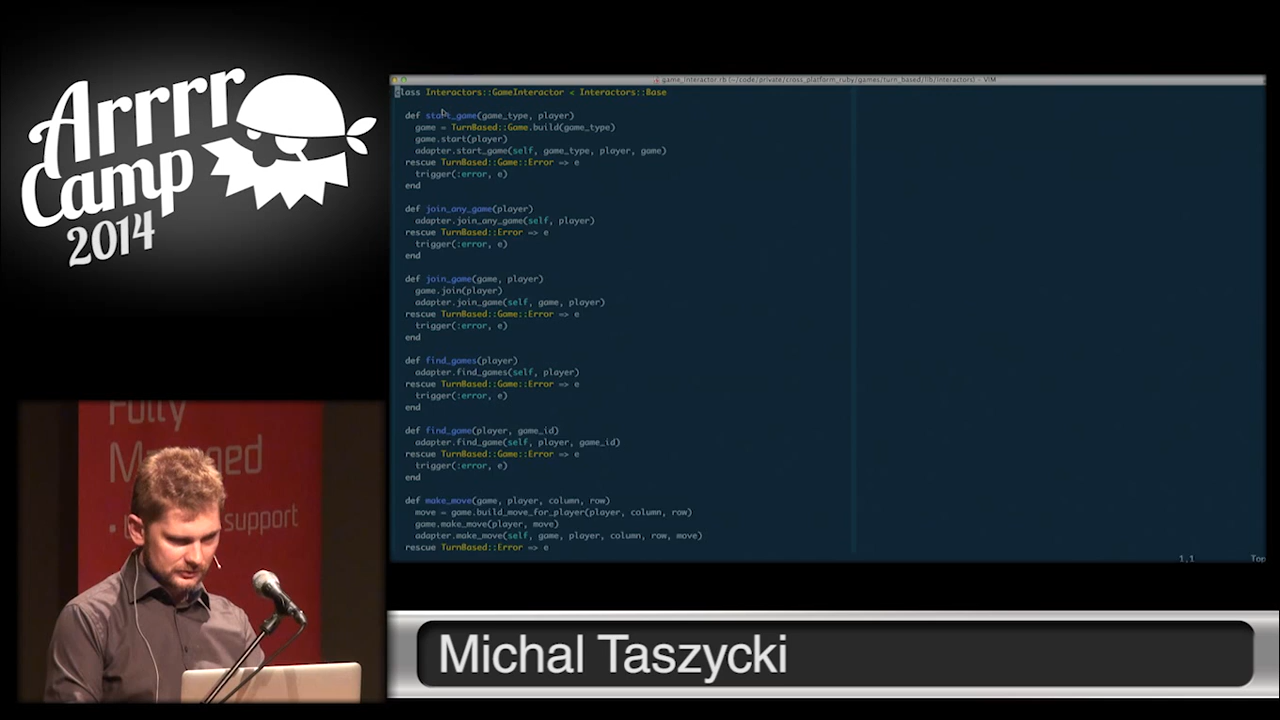 Arrrr
Camp
2014
game_interactor.rb (~/code/private/cross_platform_ruby/games/turn_based/lib/interactors) - VIM
class Interactors::GameInteractor < Interactors::Base
def start_game(game_type, player)
game = TurnBased::Game.build(game_type)
game.start(player)
adapter.start_game(self, game_type, player, game)
rescue TurnBased::Game::Error => e
trigger(:error, e)
end
def join_any_game(player)
adapter.join_any_game(self, player)
rescue TurnBased::Error => e
trigger(:error, e)
end
def join_game(game, player)
game.join(player)
adapter.join_game(self, game, player)
rescue TurnBased::Game::Error => e
trigger(:error, e)
end
def find_games(player)
adapter.find_games(self, player)
rescue TurnBased::Game::Error => e
trigger(:error, e)
end
def find_game(player, game_id)
adapter.find_game(self, player, game_id)
rescue TurnBased::Game::Error => e
trigger(:error, e)
end
def make_move(game, player, column, row)
move = game.build_move_for_player(player, column, row)
game.make_move(player, move)
adapter.make_move(self, game, player, column, row, move)
rescue TurnBased::Error => e
1,1 Top
Fully
support
Michal Taszycki